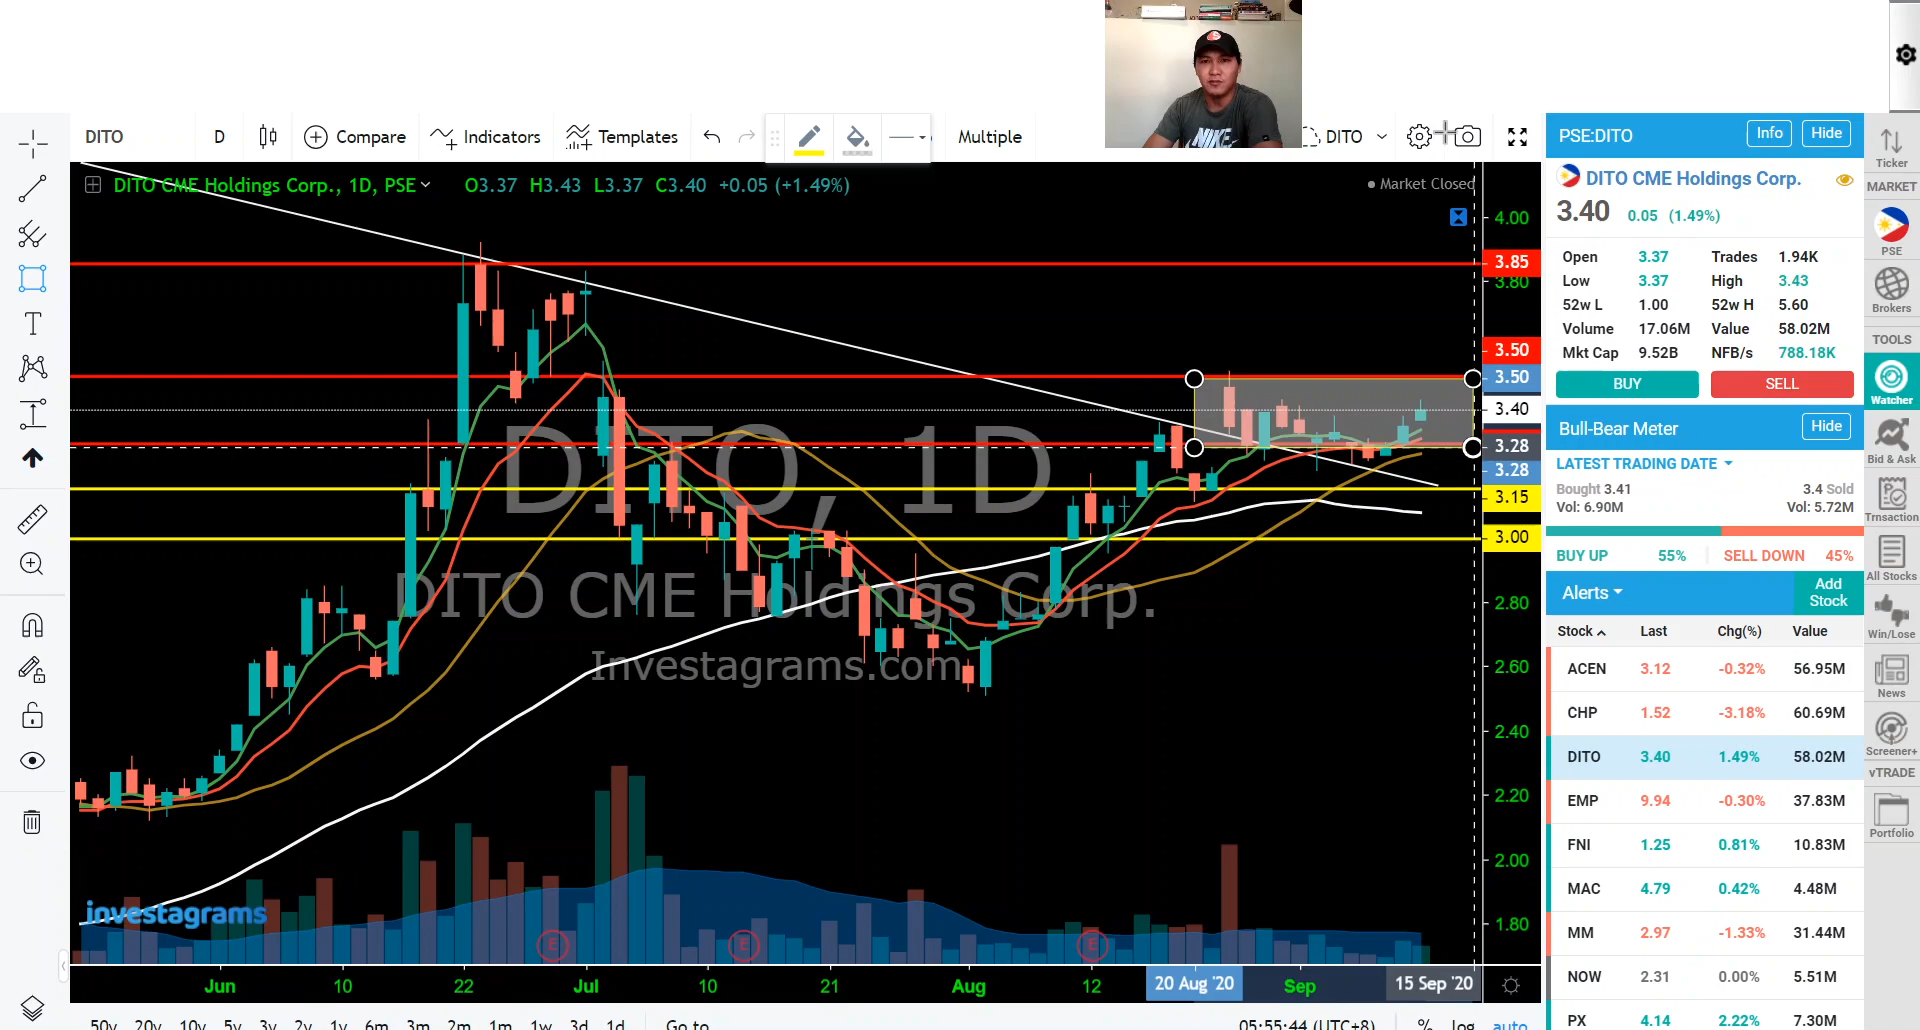 DITO D Compare Indicators Templates Multiple DITO
DITO CME Holdings Corp., 1D, PSE O3.37 H3.43 L3.37 C3.40 +0.05 (+1.49%)
Market Closed
4.00
3.85
3.80
3.50
3.50
3.40
3.28
3.28
3.15
3.00
2.80
2.60
2.40
2.20
2.00
1.80
DITO, 1D
DITO CME Holdings Corp.
Investagrams.com
investagrams
E E E
Jun 10 22 Jul 10 21 Aug 12 20 Aug '20 Sep 15 Sep '20
50y 20y 10y 5y 3y 2y 1y 6m 3m 2m 1m 1w 3d 1d Go to 05:55:44 (UTC+8) % log auto
NIKE
PSE:DITO Info Hide
DITO CME Holdings Corp.
3.40 0.05 (1.49%)
Open 3.37 Trades 1.94K
Low 3.37 High 3.43
52w L 1.00 52w H 5.60
Volume 17.06M Value 58.02M
Mkt Cap 9.52B NFB/s 788.18K
BUY SELL
Bull-Bear Meter Hide
LATEST TRADING DATE
Bought 3.41 3.4 Sold
Vol: 6.90M Vol: 5.72M
BUY UP 55% SELL DOWN 45%
Alerts Add
Stock
Stock Last Chg(%) Value
ACEN 3.12 -0.32% 56.95M
CHP 1.52 -3.18% 60.69M
DITO 3.40 1.49% 58.02M
EMP 9.94 -0.30% 37.83M
FNI 1.25 0.81% 10.83M
MAC 4.79 0.42% 4.48M
MM 2.97 -1.33% 31.44M
NOW 2.31 0.00% 5.51M
PX 4.14 2.22% 7.30M
Ticker
MARKET
PSE
Brokers
TOOLS
Watcher
Bid & Ask
Trnsaction
All Stocks
Win/Lose
News
Screener+
vTRADE
Portfolio